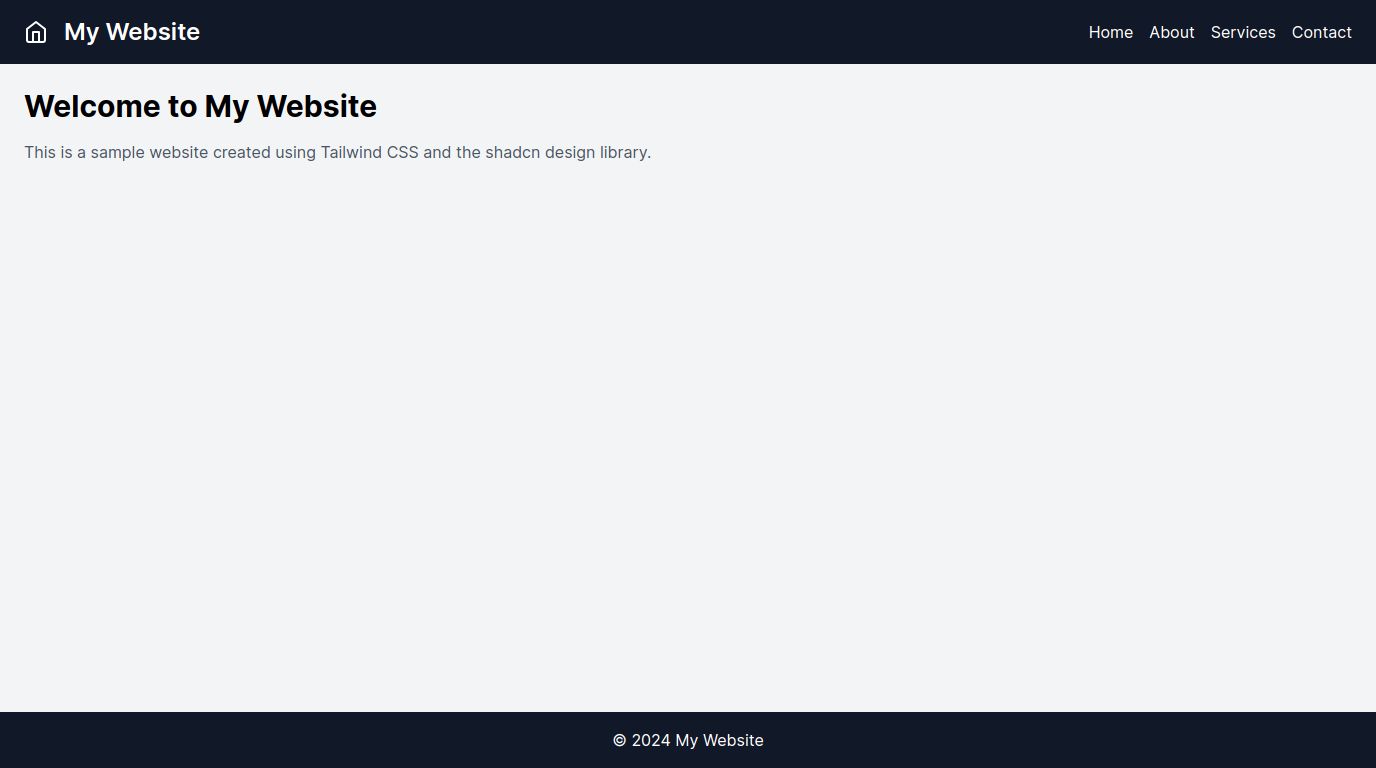 My Website
Home About Services Contact
Welcome to My Website
This is a sample website created using Tailwind CSS and the shadcn design library.
© 2024 My Website